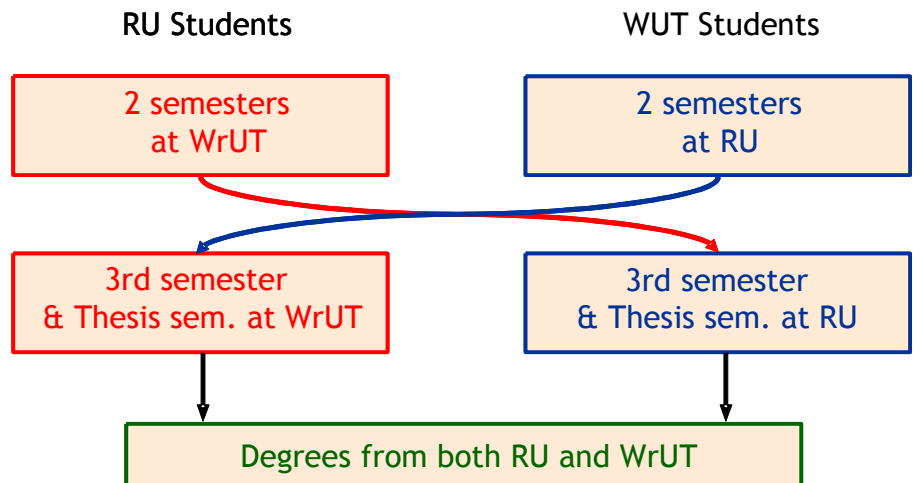 RU Students
WUT Students
2 semesters
at WrUT
2 semesters
at RU
3rd semester
& Thesis sem. at WrUT
3rd semester
& Thesis sem. at RU
Degrees from both RU and WrUT